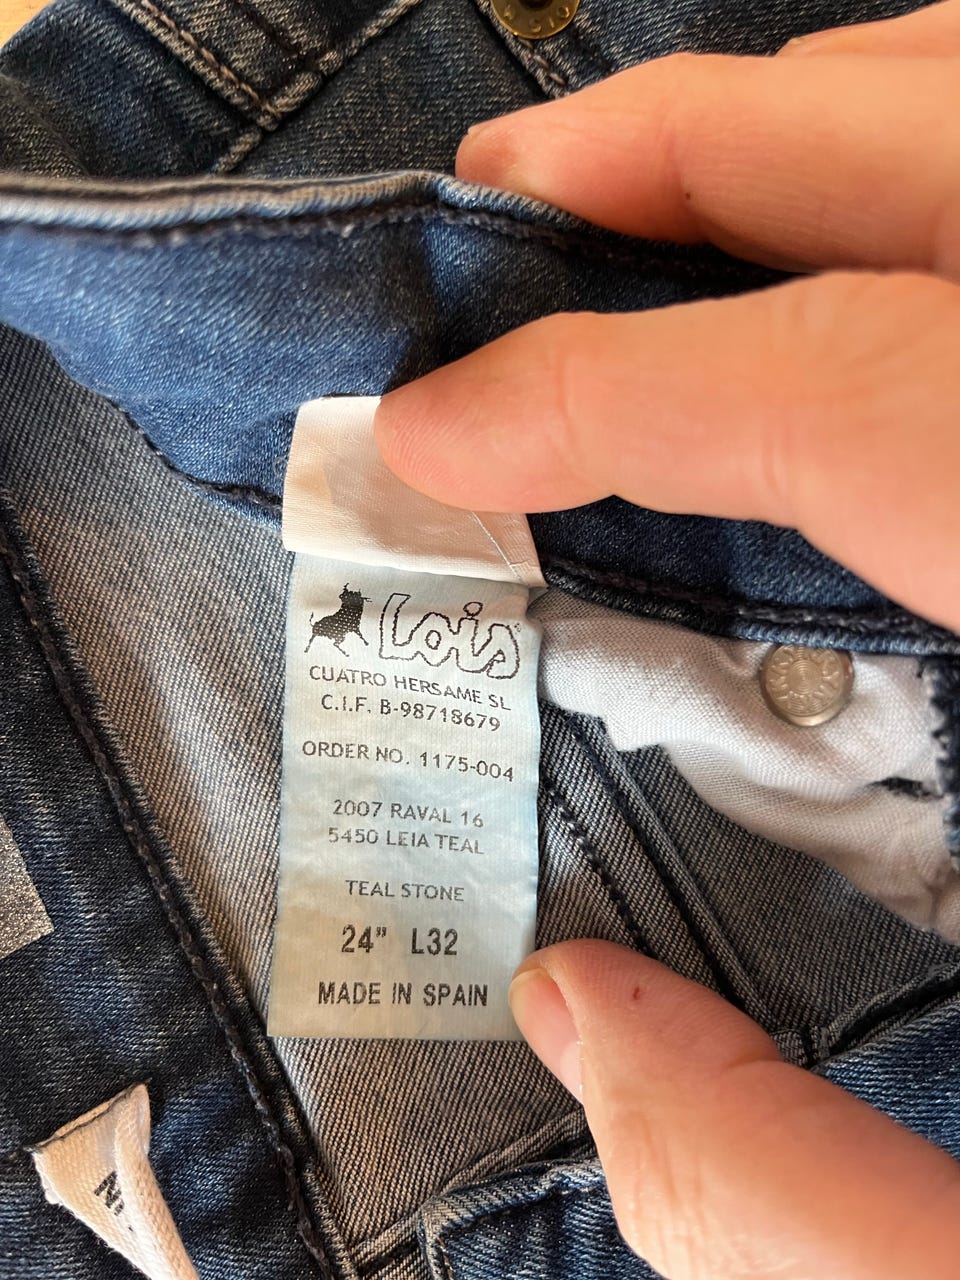 Lois
CUATRO HERSAME SL
C.I.F. B-98718679
ORDER NO. 1175-004
2007 RAVAL 16
5450 LEIA TEAL
TEAL STONE
24” L32
MADE IN SPAIN